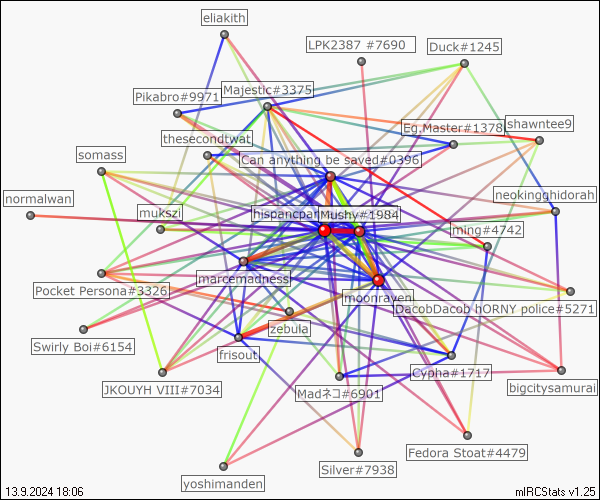 eliakith
LPK2387 #7690
Duck#1245
Majestic#3375
Pikabro#9971
Eg.Master#1378
shawntee9
thesecondtwat
somass
Can anything be saved#0396
normalwan
neokingghidorah
mukszi
Mushy#1984
ming#4742
marcemadness
Pocket Persona#3326
moonraven
DacobDacob hORNY police#5271
zebula
Swirly Boi#6154
frisout
Cypha#1717
JKOUYH VIII#7034
Madネコ#6901
bigcitysamurai
Fedora Stoat#4479
Silver#7938
yoshimanden
13.9.2024 18:06
mIRCStats v1.25